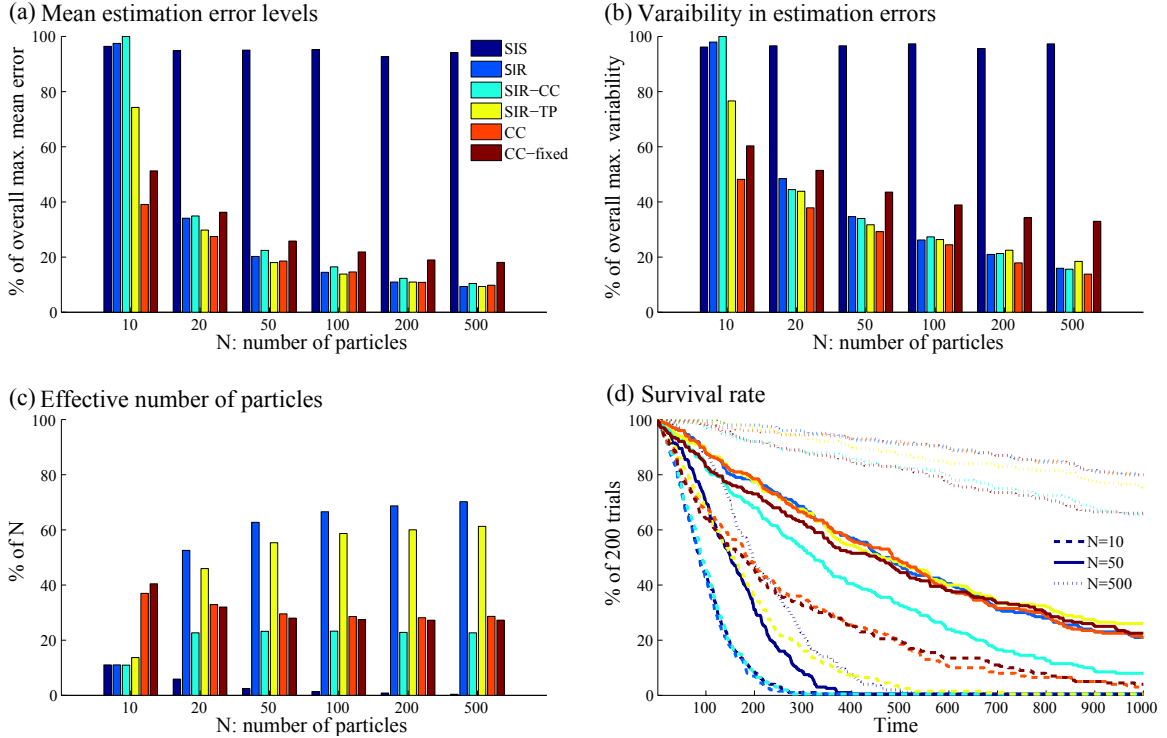 (a) Mean estimation error levels
% of overall max. mean error
100
80
60
40
20
0
10 20 50 100 200 500
N: number of particles
SIS
SIR
SIR−CC
SIR−TP
CC
CC−fixed
(b) Varaibility in estimation errors
% of overall max. variability
100
80
60
40
20
0
10 20 50 100 200 500
N: number of particles
(c) Effective number of particles
% of N
100
80
60
40
20
0
10 20 50 100 200 500
N: number of particles
(d) Survival rate
% of 200 trials
100
80
60
40
20
0
100 200 300 400 500 600 700 800 900 1000
Time
N=10
N=50
N=500